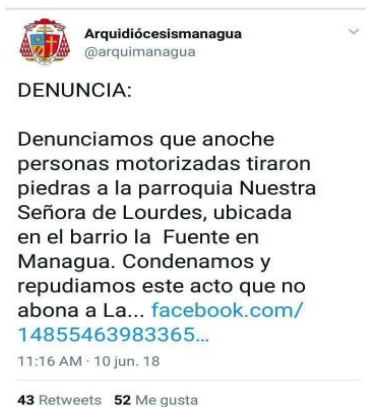 Arquidiócesismanagua
@arquimanagua
DENUNCIA:
Denunciamos que anoche
personas motorizadas tiraron
piedras a la parroquia Nuestra
Señora de Lourdes, ubicada
en el barrio la Fuente en
Managua. Condenamos y
repudiamos este acto que no
abona a La... facebook.com/
14855463983365...
11:16 AM · 10 jun. 18
43 Retweets 52 Me gusta